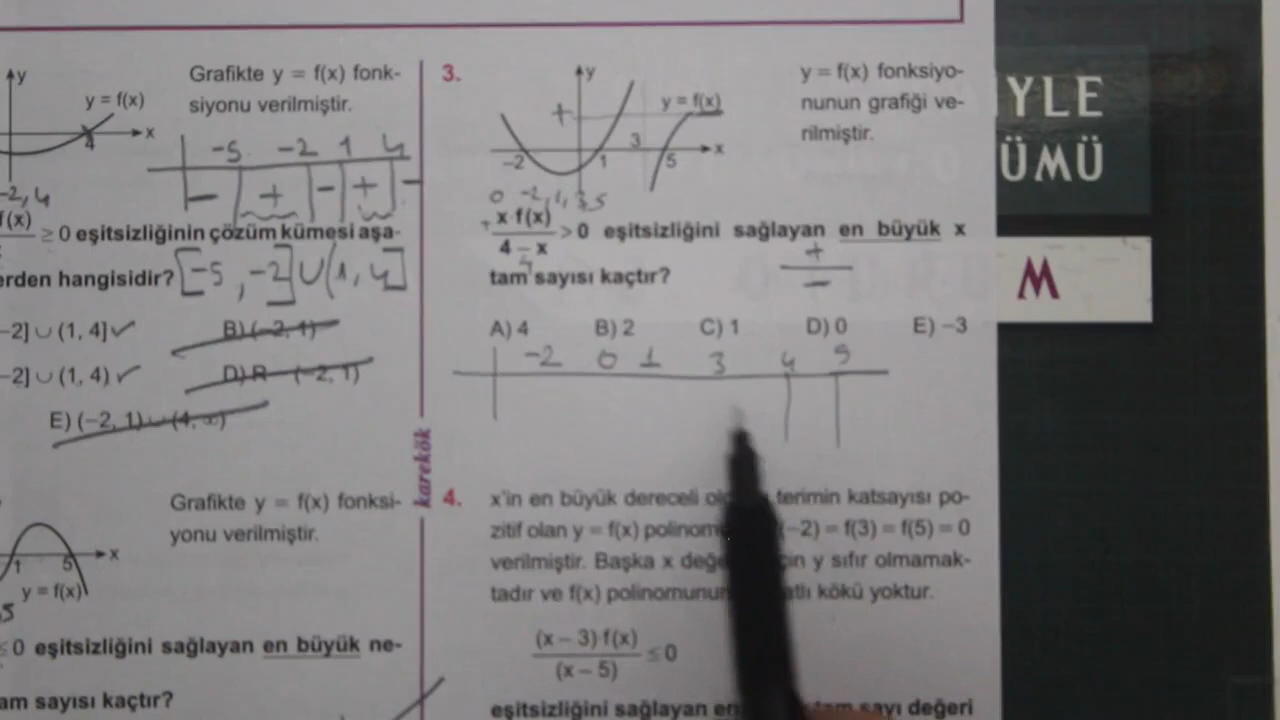 y
y = f(x)
x
4
Grafikte y = f(x) fonk-
siyonu verilmiştir.
-5 -2 1 4
- + - + -
-2, 4
f(x)
≥ 0 eşitsizliğinin çözüm kümesi aşa-
erden hangisidir? [-5, -2] ∪ (1, 4]
-2] ∪ (1, 4] ✓ B) (-2, 1)
-2] ∪ (1, 4) ✓ D) R - (-2, 1)
E) (-2, 1) ∪ (4, ∞)
Grafikte y = f(x) fonksi-
yonu verilmiştir.
1 5 x
y = f(x)
≤ 0 eşitsizliğini sağlayan en büyük ne-
am sayısı kaçtır?
karekök
3.
y
+ y = f(x)
3 x
-2 1 5
y = f(x) fonksiyo-
nunun grafiği ve-
rilmiştir.
0 -2, 1, 3, 5
x f(x)
4 - x
> 0 eşitsizliğini sağlayan en büyük x
tam sayısı kaçtır?
+
-
A) 4 B) 2 C) 1 D) 0 E) -3
-2 0 1 3 4 5
4. x'in en büyük dereceli terimin katsayısı po-
zitif olan y = f(x) (-2) = f(3) = f(5) = 0
verilmiştir. Başka x y sıfır olmamak-
tadır ve f(x) polinomunun kökü yoktur.
(x - 3) f(x)
(x - 5)
≤ 0
eşitsizliğini sağlayan en tam sayı değeri
YLE
ÜMÜ
M